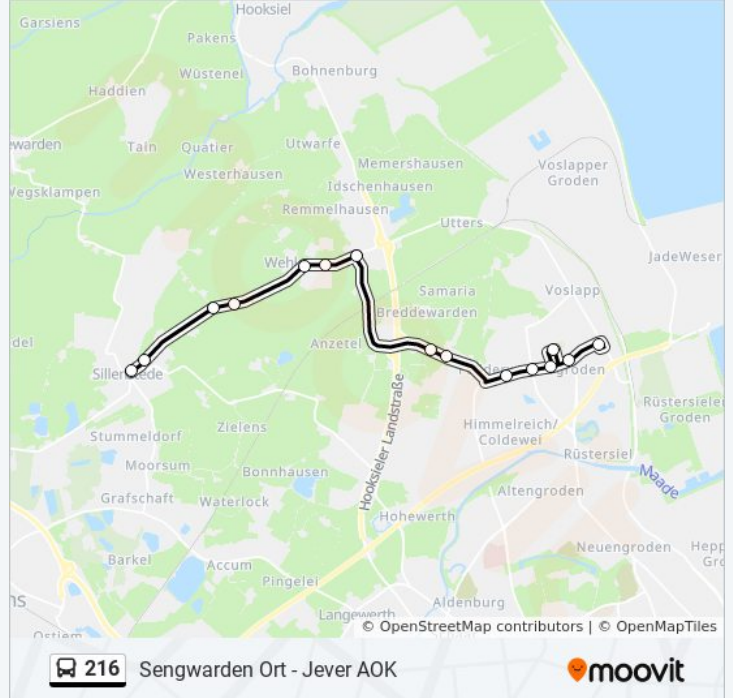 Hooksiel
Garsiens
Pakens
Wüstenei
Bohnenburg
Haddien
ewarden
Tain
Quatier
Utwarfe
Memershausen
Voslapper
Groden
Westerhausen
Idschenhausen
Wegsklampen
Remmelhausen
Utters
JadeWeser
Samaria
Voslapp
Breddewarden
Anzetel
del
groden
Rüstersieler
Groden
Stummeldorf
Zielens
Himmelreich/
Coldewei
Rüstersiel
Moorsum
Bonnhausen
Hooksieler Landstraße
Maade
Grafschaft
Waterlock
Altengroden
Hohewerth
Barkel
Accum
Neuengroden
Hepp
Gro
Pingelei
ns
Aldenburg
Langewerth
Ostiem
© OpenStreetMap contributors | © OpenMapTiles
216 Sengwarden Ort - Jever AOK
moovit